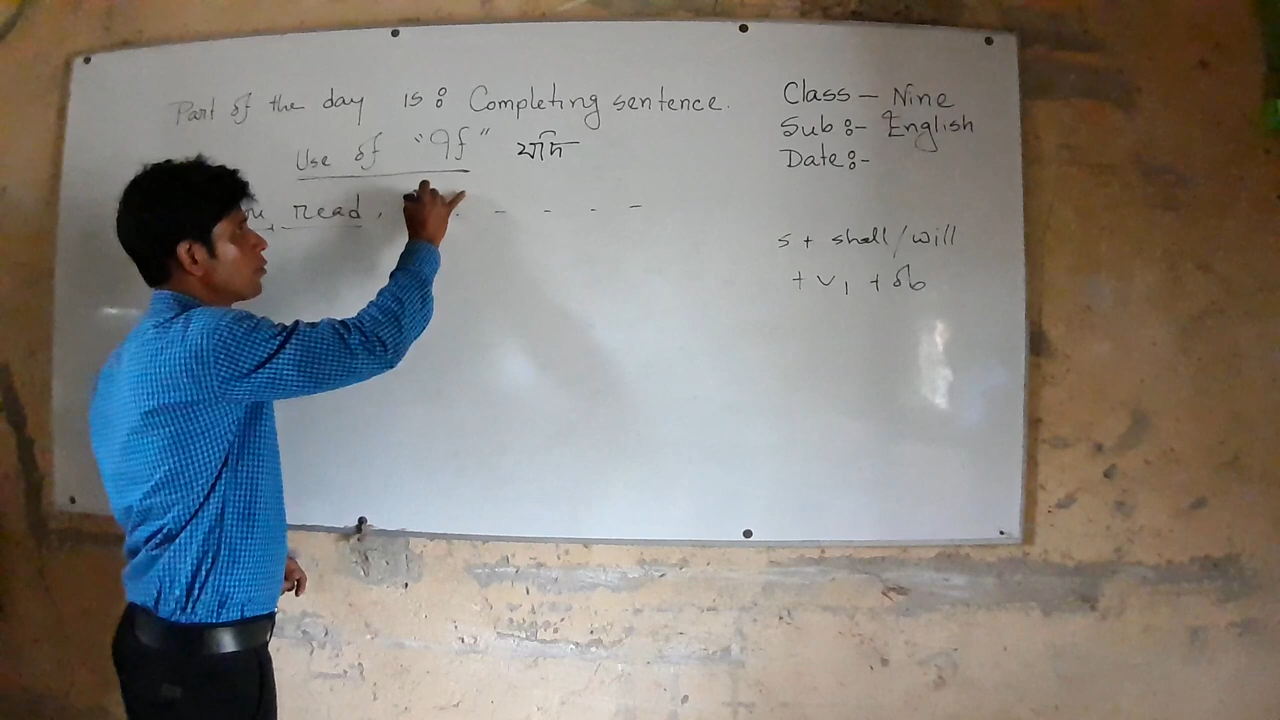 Part of the day is: Completing sentence.
Use of "If" যদি
read, - - - - -
Class - Nine
Sub:- English
Date:-
s + shall/will
+ v1 + ob